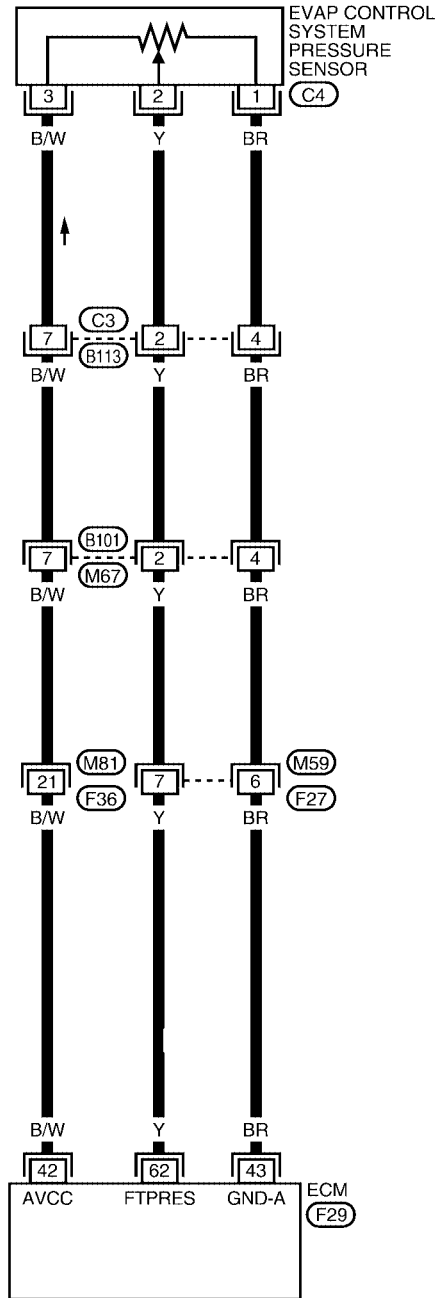 EVAP CONTROL
SYSTEM
PRESSURE
SENSOR
3 2 1 C4
B/W Y BR
C3
7 2 4
B113
B/W Y BR
B101
7 2 4
M67
B/W Y BR
M81 M59
21 7 6
F36 F27
B/W Y BR
B/W Y BR
42 62 43
AVCC FTPRES GND-A ECM
F29